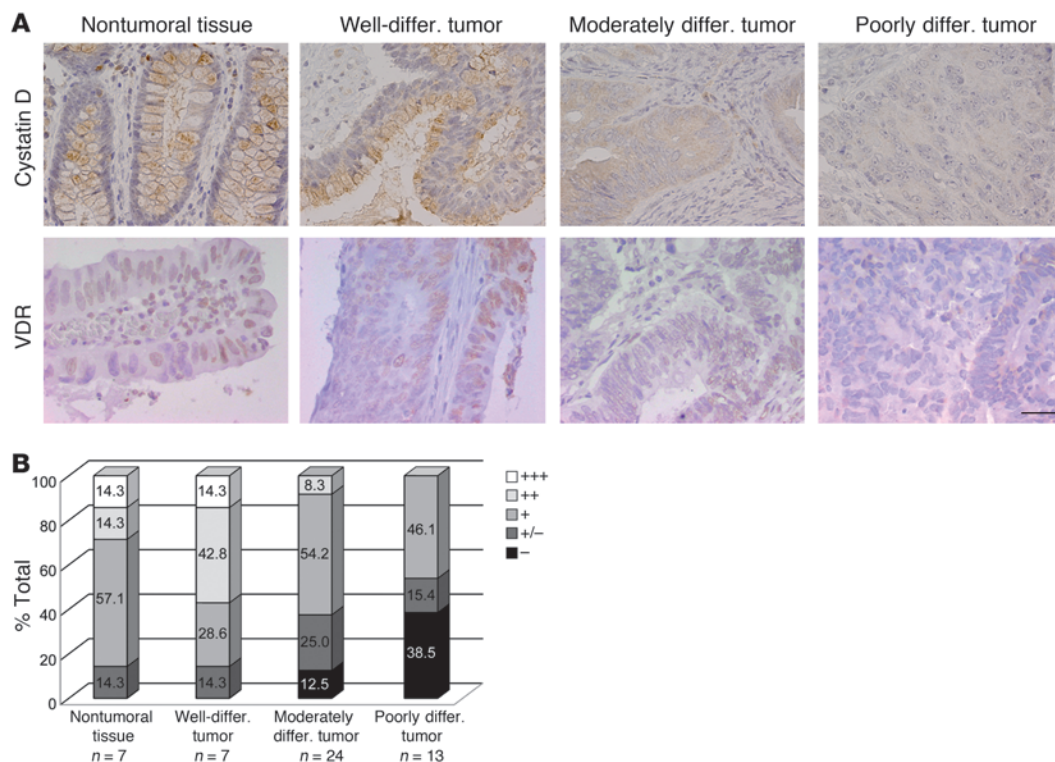 A
Nontumoral tissue
Well-differ. tumor
Moderately differ. tumor
Poorly differ. tumor
Cystatin D
VDR
B
% Total
100
80
60
40
20
0
14.3
14.3
57.1
14.3
14.3
42.8
28.6
14.3
8.3
54.2
25.0
12.5
46.1
15.4
38.5
+++
++
+
+/−
−
Nontumoral
tissue
n = 7
Well-differ.
tumor
n = 7
Moderately
differ. tumor
n = 24
Poorly differ.
tumor
n = 13